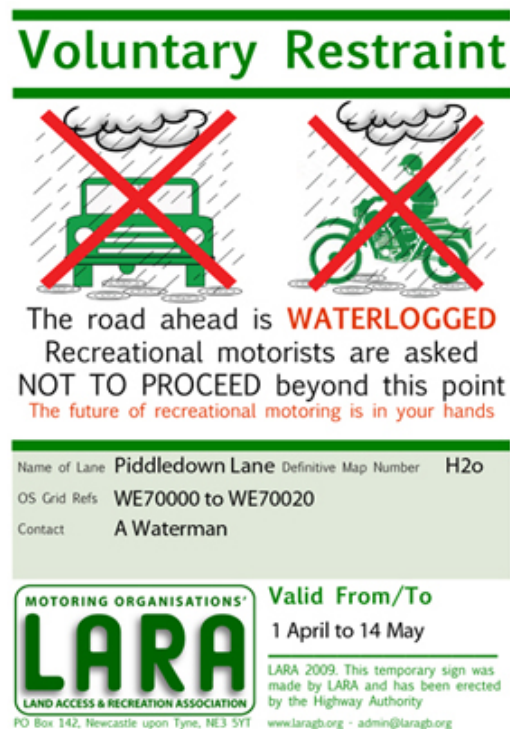 Voluntary Restraint
The road ahead is WATERLOGGED
Recreational motorists are asked
NOT TO PROCEED beyond this point
The future of recreational motoring is in your hands
Name of Lane Piddledown Lane Definitive Map Number H2o
OS Grid Refs WE70000 to WE70020
Contact A Waterman
MOTORING ORGANISATIONS'
LARA
LAND ACCESS & RECREATION ASSOCIATION
PO Box 142, Newcastle upon Tyne, NE3 5YT
Valid From/To
1 April to 14 May
LARA 2009. This temporary sign was
made by LARA and has been erected
by the Highway Authority
www.laragb.org - admin@laragb.org